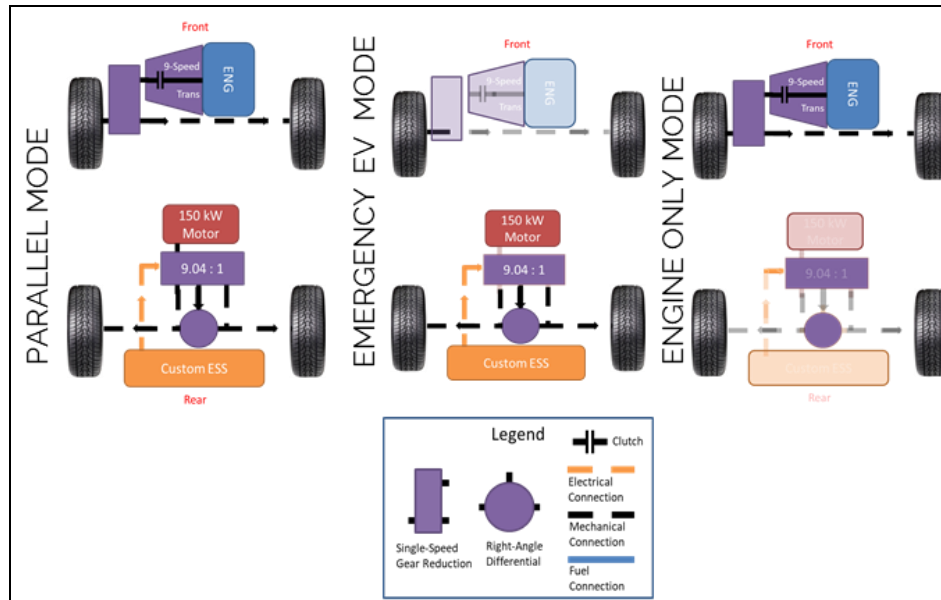 PARALLEL MODE
Front
9-Speed
Trans
ENG
150 kW
Motor
9.04 : 1
Custom ESS
Rear
EMERGENCY EV MODE
Front
9-Speed
Trans
ENG
150 kW
Motor
9.04 : 1
Custom ESS
ENGINE ONLY MODE
Front
9-Speed
Trans
ENG
150 kW
Motor
9.04 : 1
Custom ESS
Rear
Legend
Clutch
Electrical
Connection
Mechanical
Connection
Fuel
Connection
Single-Speed
Gear Reduction
Right-Angle
Differential